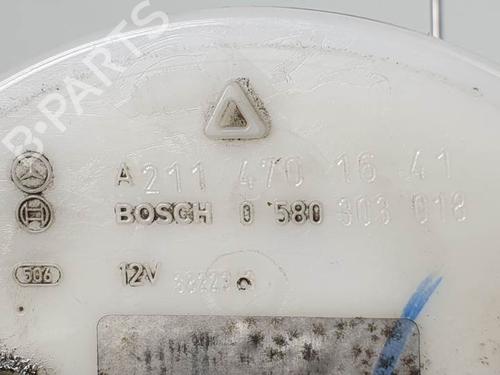 B-PARTS
A 211 470 16 41
BOSCH 0 580 303 018
506 12V